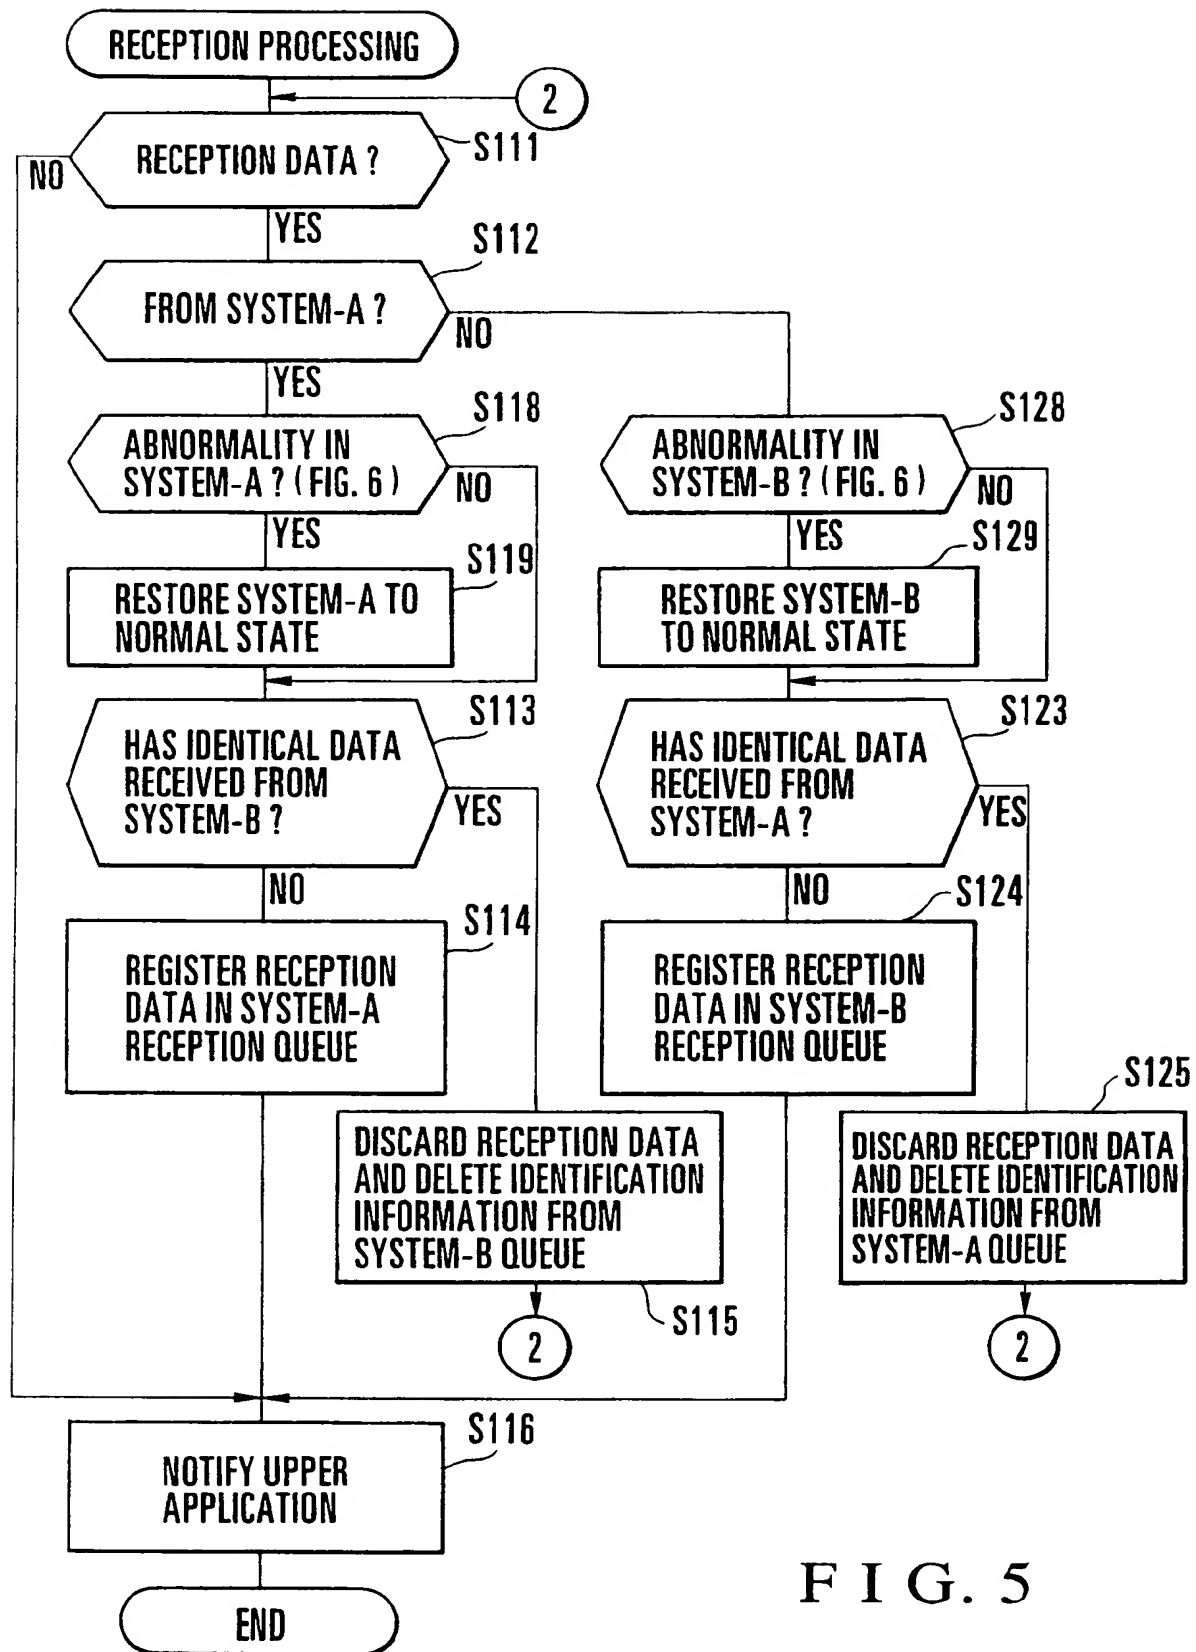 RECEPTION PROCESSING
2
S111
RECEPTION DATA ?
NO
YES
S112
FROM SYSTEM-A ?
NO
YES
S118
ABNORMALITY IN
SYSTEM-A ? (FIG. 6)
NO
YES
S119
RESTORE SYSTEM-A TO
NORMAL STATE
S113
HAS IDENTICAL DATA
RECEIVED FROM
SYSTEM-B ?
YES
NO
S114
REGISTER RECEPTION
DATA IN SYSTEM-A
RECEPTION QUEUE
DISCARD RECEPTION DATA
AND DELETE IDENTIFICATION
INFORMATION FROM
SYSTEM-B QUEUE
S115
2
S128
ABNORMALITY IN
SYSTEM-B ? (FIG. 6)
NO
YES
S129
RESTORE SYSTEM-B
TO NORMAL STATE
S123
HAS IDENTICAL DATA
RECEIVED FROM
SYSTEM-A ?
YES
NO
S124
REGISTER RECEPTION
DATA IN SYSTEM-B
RECEPTION QUEUE
S125
DISCARD RECEPTION DATA
AND DELETE IDENTIFICATION
INFORMATION FROM
SYSTEM-A QUEUE
2
S116
NOTIFY UPPER
APPLICATION
END
FIG. 5